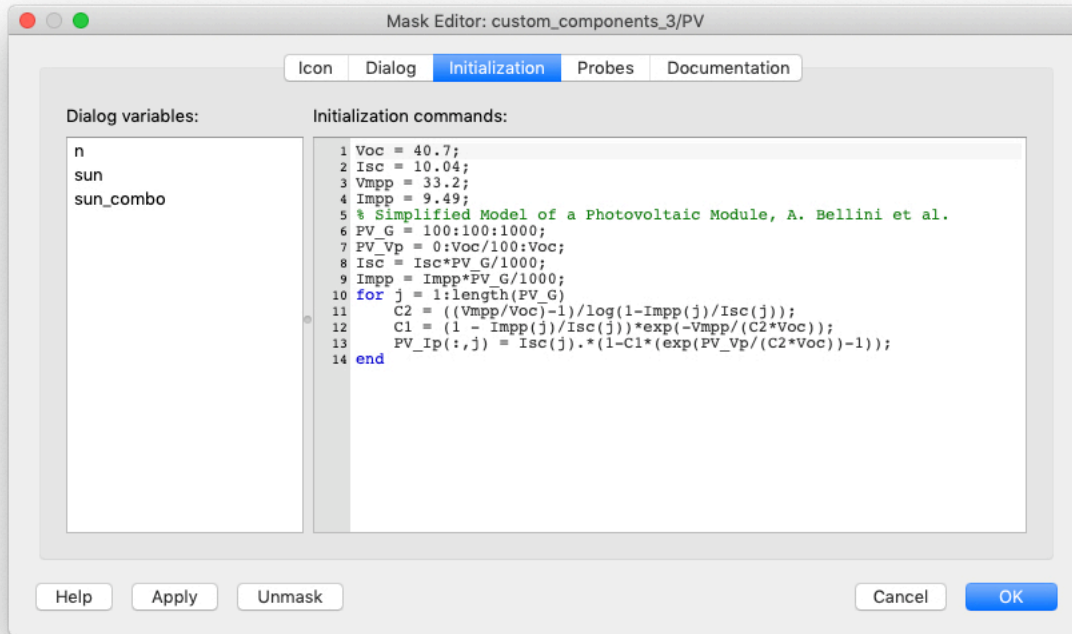 Mask Editor: custom_components_3/PV
Icon Dialog Initialization Probes Documentation
Dialog variables:
n
sun
sun_combo
Initialization commands:
1 Voc = 40.7;
2 Isc = 10.04;
3 Vmpp = 33.2;
4 Impp = 9.49;
5 % Simplified Model of a Photovoltaic Module, A. Bellini et al.
6 PV_G = 100:100:1000;
7 PV_Vp = 0:Voc/100:Voc;
8 Isc = Isc*PV_G/1000;
9 Impp = Impp*PV_G/1000;
10 for j = 1:length(PV_G)
11     C2 = ((Vmpp/Voc)-1)/log(1-Impp(j)/Isc(j));
12     C1 = (1 - Impp(j)/Isc(j))*exp(-Vmpp/(C2*Voc));
13     PV_Ip(:,j) = Isc(j).*(1-C1*(exp(PV_Vp/(C2*Voc))-1));
14 end
Help Apply Unmask Cancel OK